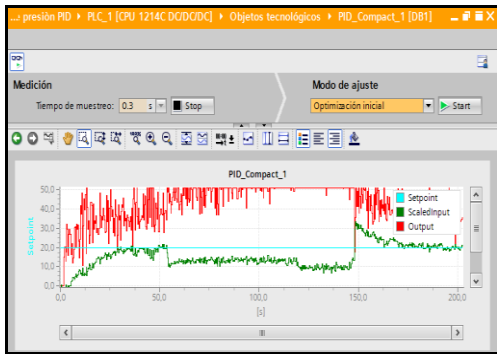 ...e presión PID ▸ PLC_1 [CPU 1214C DC/DC/DC] ▸ Objetos tecnológicos ▸ PID_Compact_1 [DB1]
Medición
Modo de ajuste
Tiempo de muestreo: 0.3 s Stop
Optimización inicial Start
PID_Compact_1
Setpoint
50,0
40,0
30,0
20,0
10,0
0,0
Setpoint
ScaledInput
Output
0,0 50,0 100,0 150,0 200,0
[s]